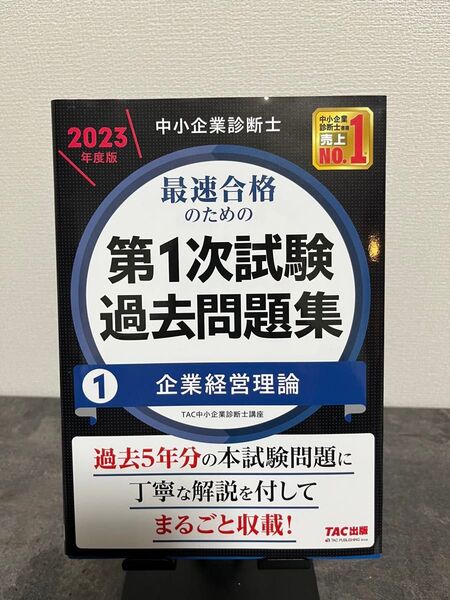 2023
年度版
中小企業診断士
中小企業
診断士書籍
売上
NO.1
最速合格
のための
第1次試験
過去問題集
1 企業経営理論
TAC中小企業診断士講座
過去5年分の本試験問題に
丁寧な解説を付して
まるごと収載!
TAC出版
TAC PUBLISHING